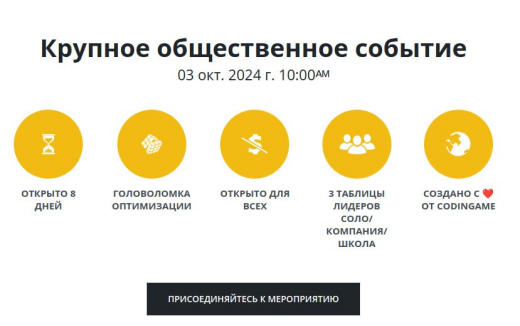 Крупное общественное событие
03 окт. 2024 г. 10:00AM
ОТКРЫТО 8
ДНЕЙ
ГОЛОВОЛОМКА
ОПТИМИЗАЦИИ
ОТКРЫТО ДЛЯ
ВСЕХ
3 ТАБЛИЦЫ
ЛИДЕРОВ
СОЛО/
КОМПАНИЯ/
ШКОЛА
СОЗДАНО С ❤️
ОТ CODINGAME
ПРИСОЕДИНЯЙТЕСЬ К МЕРОПРИЯТИЮ